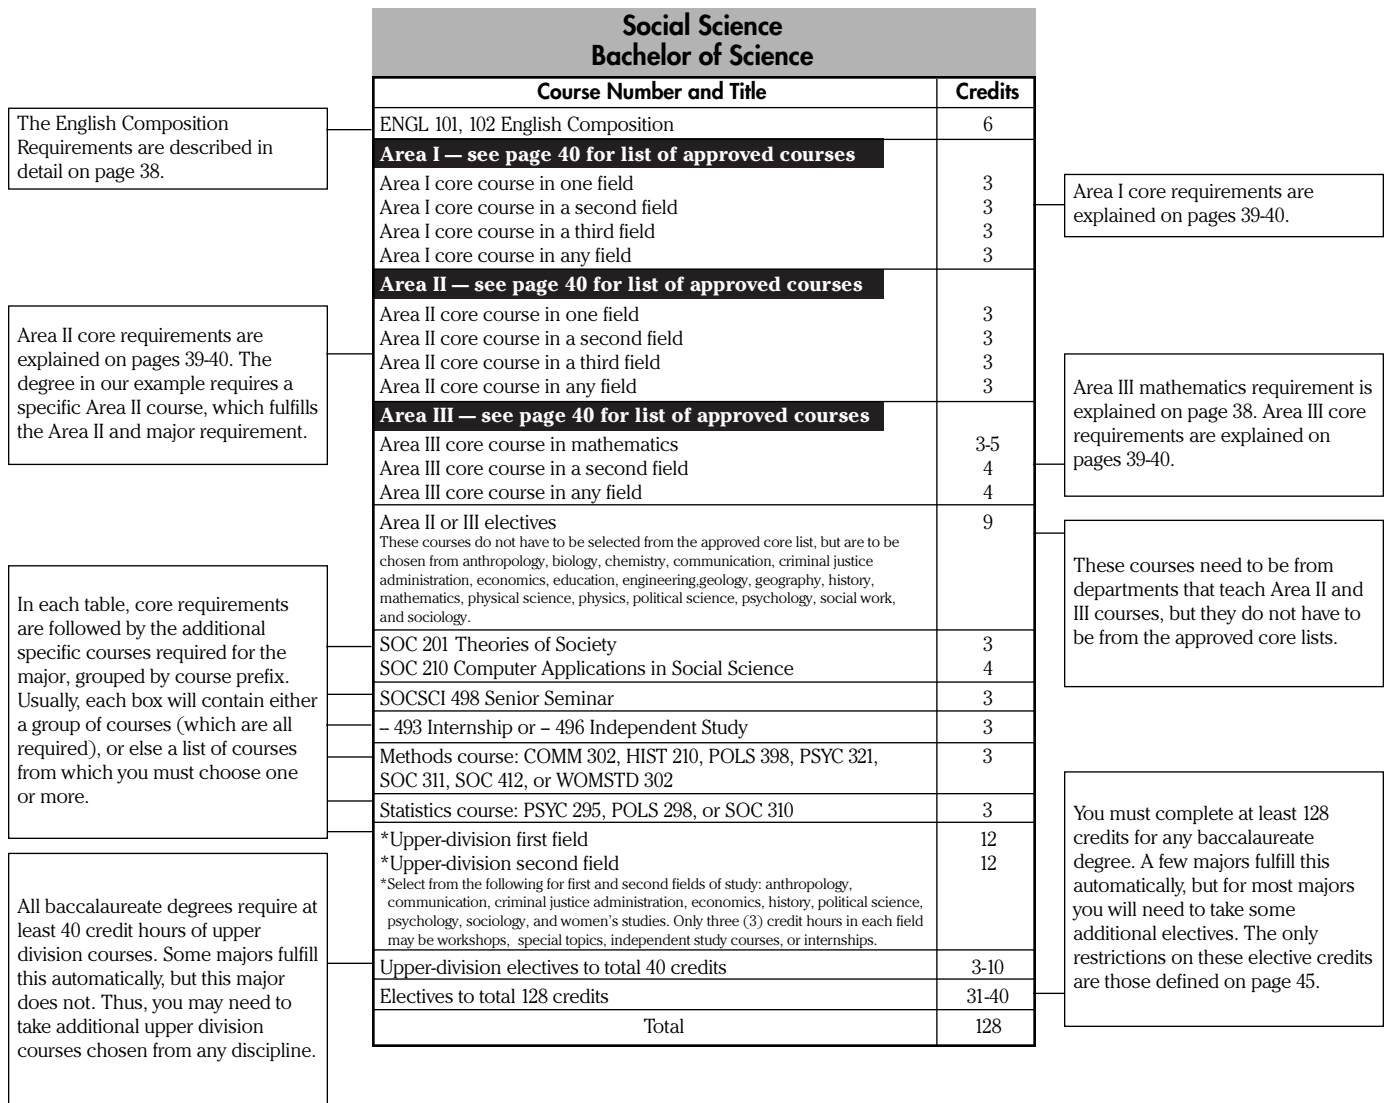 Social Science
Bachelor of Science
Course Number and Title Credits
ENGL 101, 102 English Composition 6
Area I — see page 40 for list of approved courses
Area I core course in one field 3
Area I core course in a second field 3
Area I core course in a third field 3
Area I core course in any field 3
Area II — see page 40 for list of approved courses
Area II core course in one field 3
Area II core course in a second field 3
Area II core course in a third field 3
Area II core course in any field 3
Area III — see page 40 for list of approved courses
Area III core course in mathematics 3-5
Area III core course in a second field 4
Area III core course in any field 4
Area II or III electives 9
These courses do not have to be selected from the approved core list, but are to be
chosen from anthropology, biology, chemistry, communication, criminal justice
administration, economics, education, engineering,geology, geography, history,
mathematics, physical science, physics, political science, psychology, social work,
and sociology.
SOC 201 Theories of Society 3
SOC 210 Computer Applications in Social Science 4
SOCSCI 498 Senior Seminar 3
– 493 Internship or – 496 Independent Study 3
Methods course: COMM 302, HIST 210, POLS 398, PSYC 321, 3
SOC 311, SOC 412, or WOMSTD 302
Statistics course: PSYC 295, POLS 298, or SOC 310 3
*Upper-division first field 12
*Upper-division second field 12
*Select from the following for first and second fields of study: anthropology,
communication, criminal justice administration, economics, history, political science,
psychology, sociology, and women's studies. Only three (3) credit hours in each field
may be workshops, special topics, independent study courses, or internships.
Upper-division electives to total 40 credits 3-10
Electives to total 128 credits 31-40
Total 128
The English Composition
Requirements are described in
detail on page 38.
Area II core requirements are
explained on pages 39-40. The
degree in our example requires a
specific Area II course, which fulfills
the Area II and major requirement.
In each table, core requirements
are followed by the additional
specific courses required for the
major, grouped by course prefix.
Usually, each box will contain either
a group of courses (which are all
required), or else a list of courses
from which you must choose one
or more.
All baccalaureate degrees require at
least 40 credit hours of upper
division courses. Some majors fulfill
this automatically, but this major
does not. Thus, you may need to
take additional upper division
courses chosen from any discipline.
Area I core requirements are
explained on pages 39-40.
Area III mathematics requirement is
explained on page 38. Area III core
requirements are explained on
pages 39-40.
These courses need to be from
departments that teach Area II and
III courses, but they do not have to
be from the approved core lists.
You must complete at least 128
credits for any baccalaureate
degree. A few majors fulfill this
automatically, but for most majors
you will need to take some
additional electives. The only
restrictions on these elective credits
are those defined on page 45.